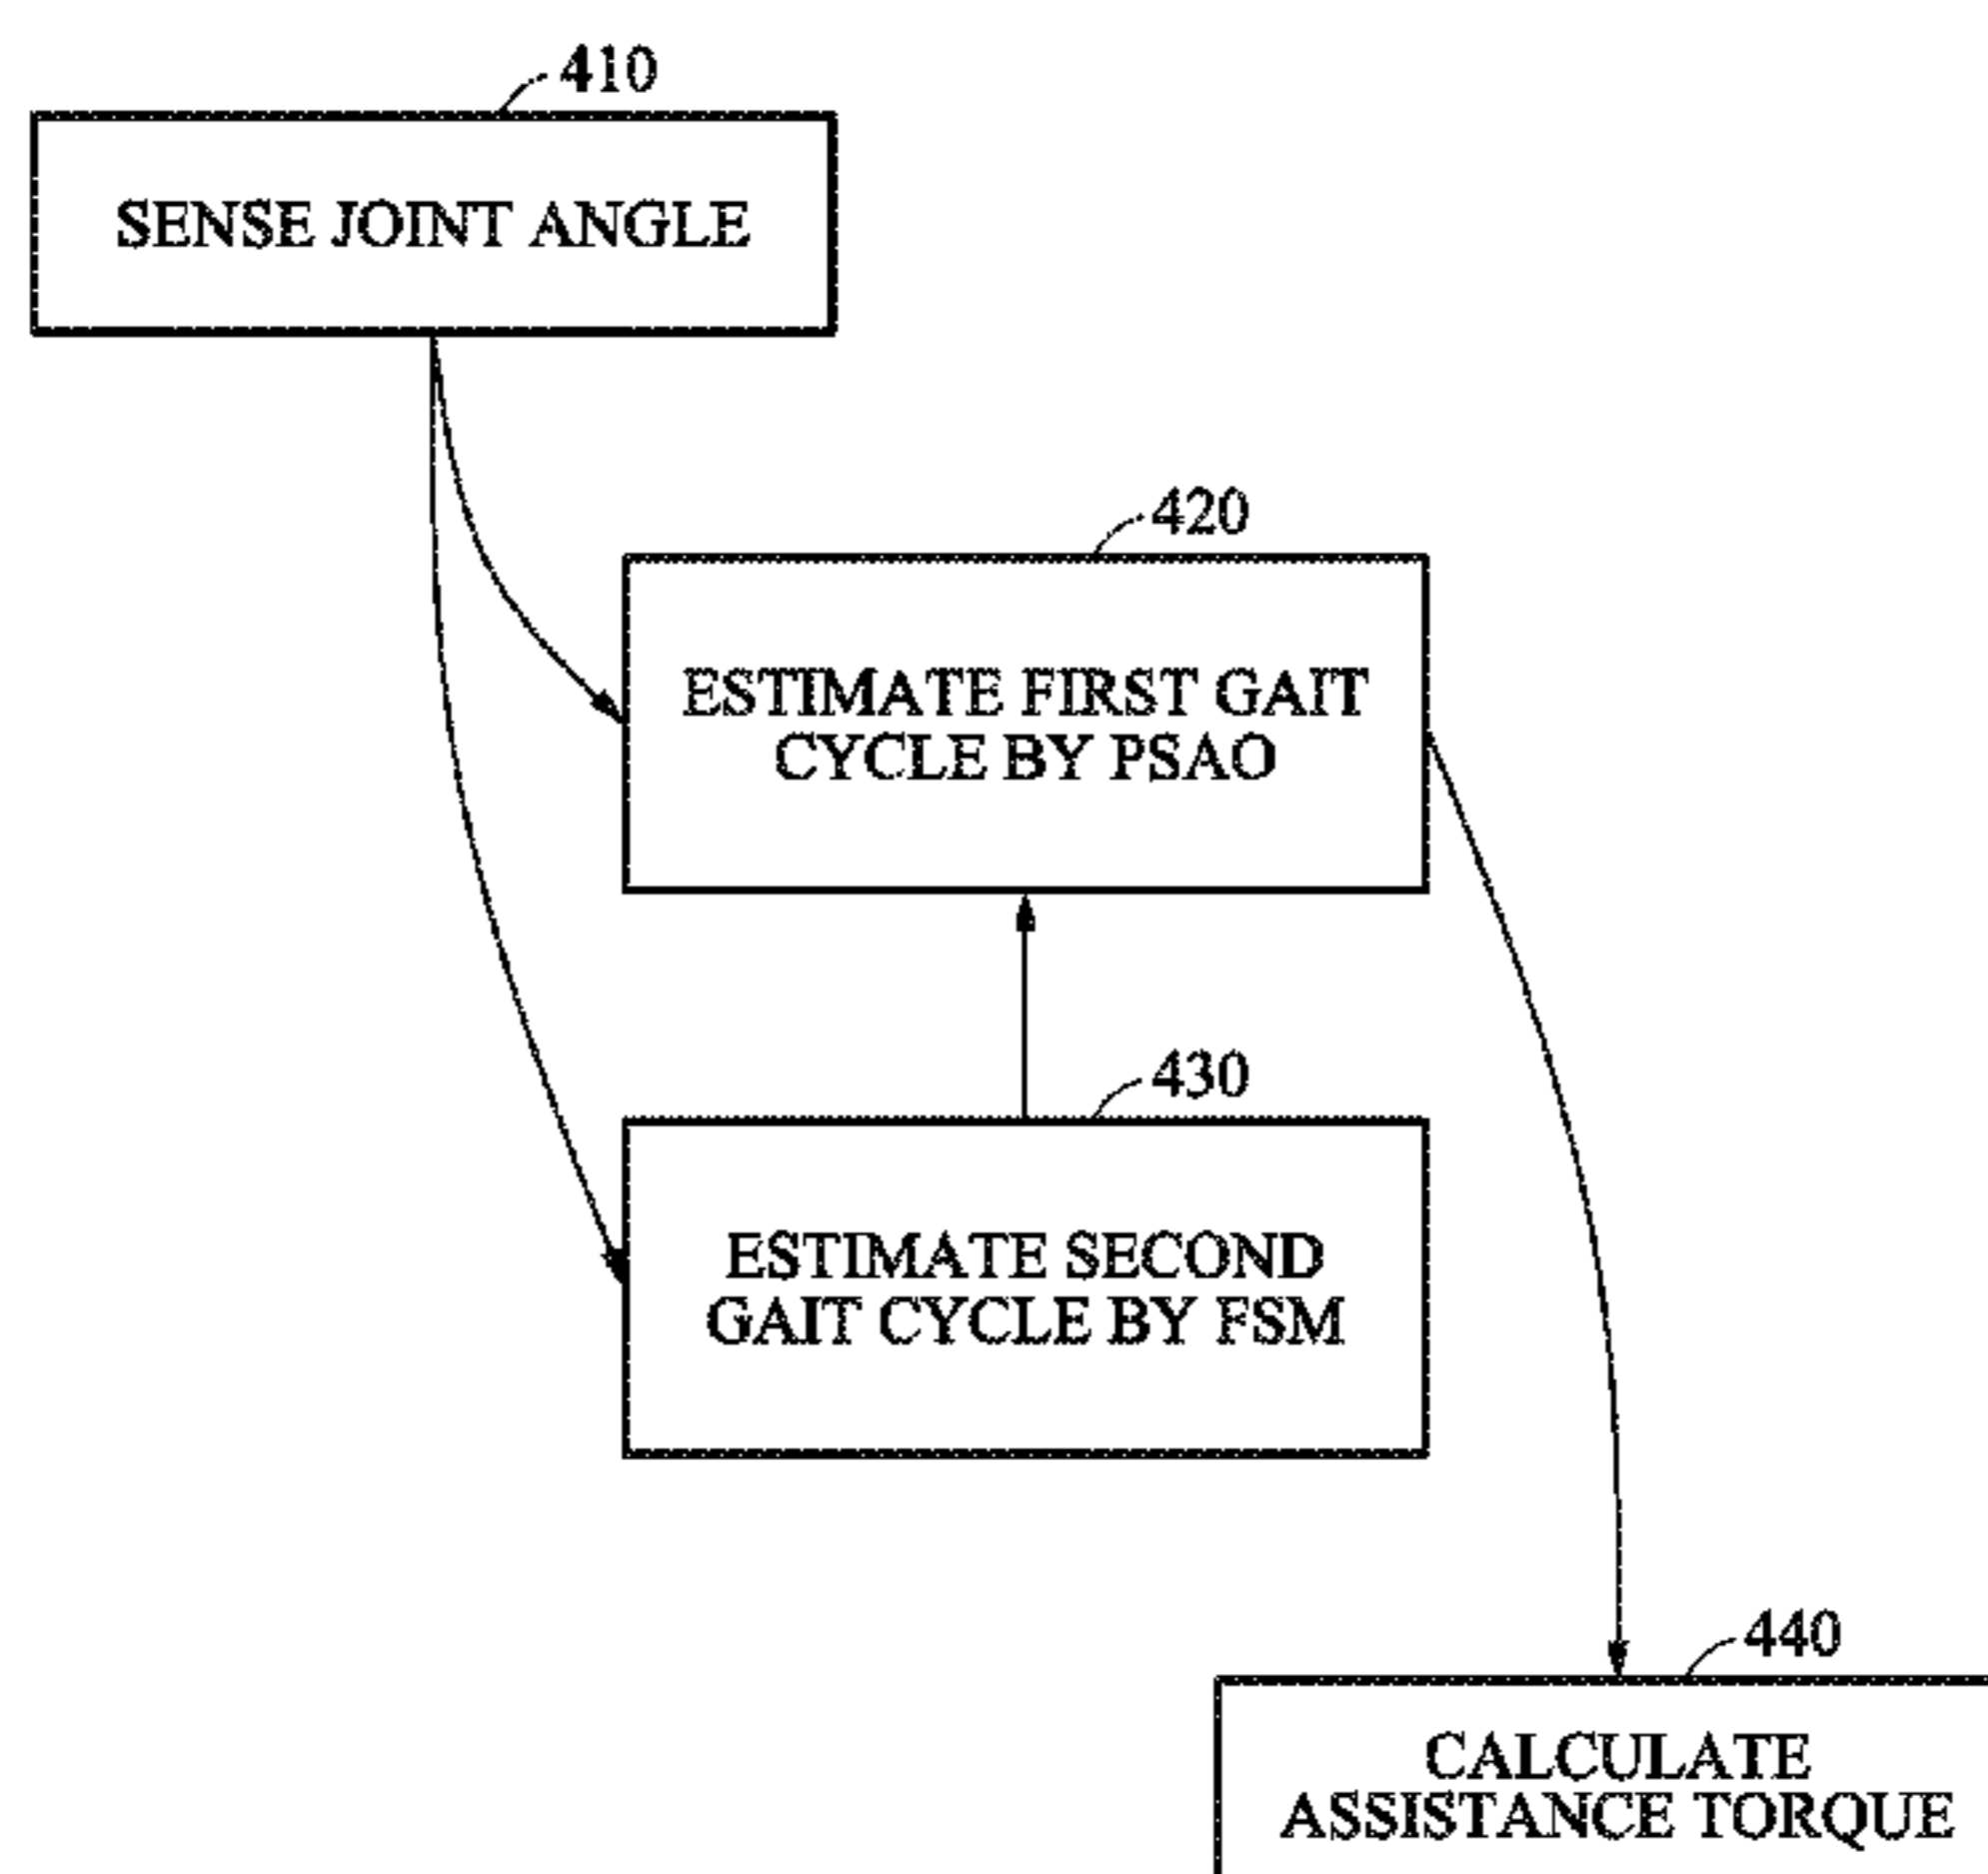 410
SENSE JOINT ANGLE
420
ESTIMATE FIRST GAIT
CYCLE BY PSAO
430
ESTIMATE SECOND
GAIT CYCLE BY FSM
440
CALCULATE
ASSISTANCE TORQUE